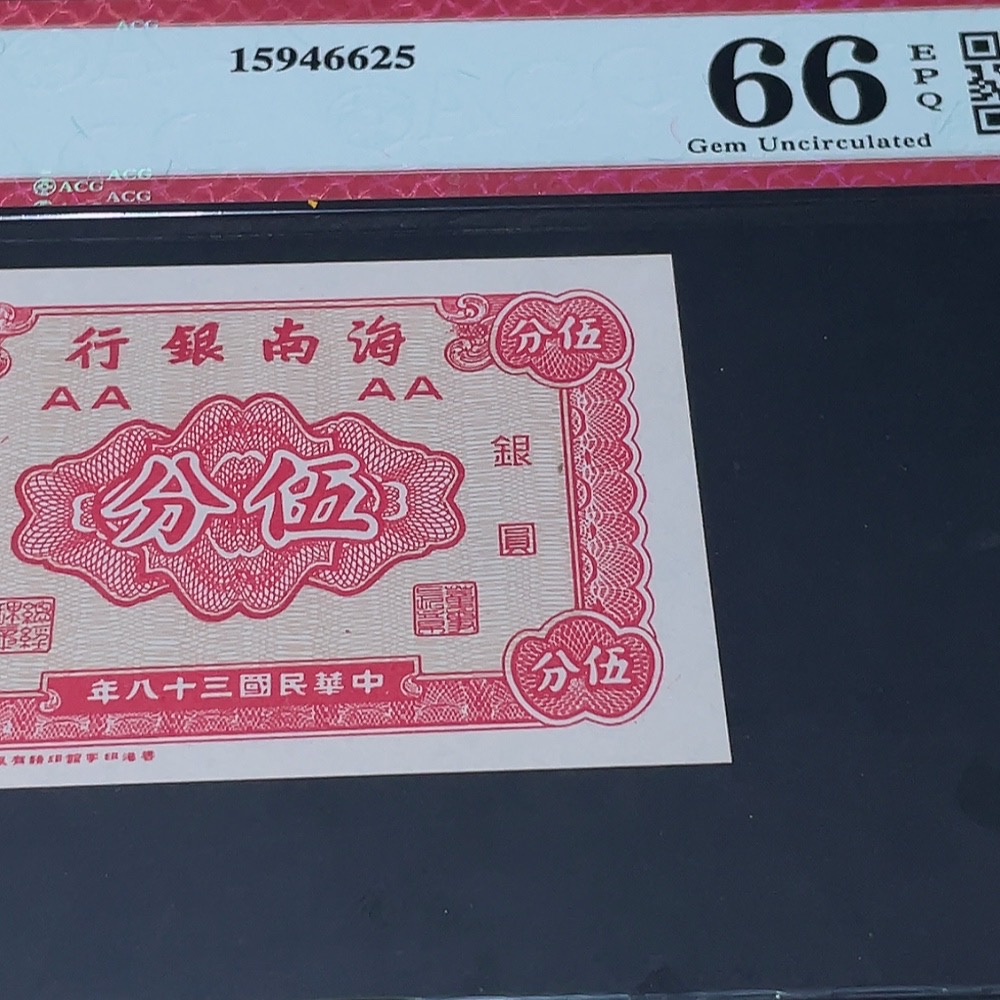 ACG
15946625
66
EPQ
Gem Uncirculated
ACG
ACG
ACG
行銀南海
分伍
AA
AA
銀圓
分伍
分伍
年八十三國民華中